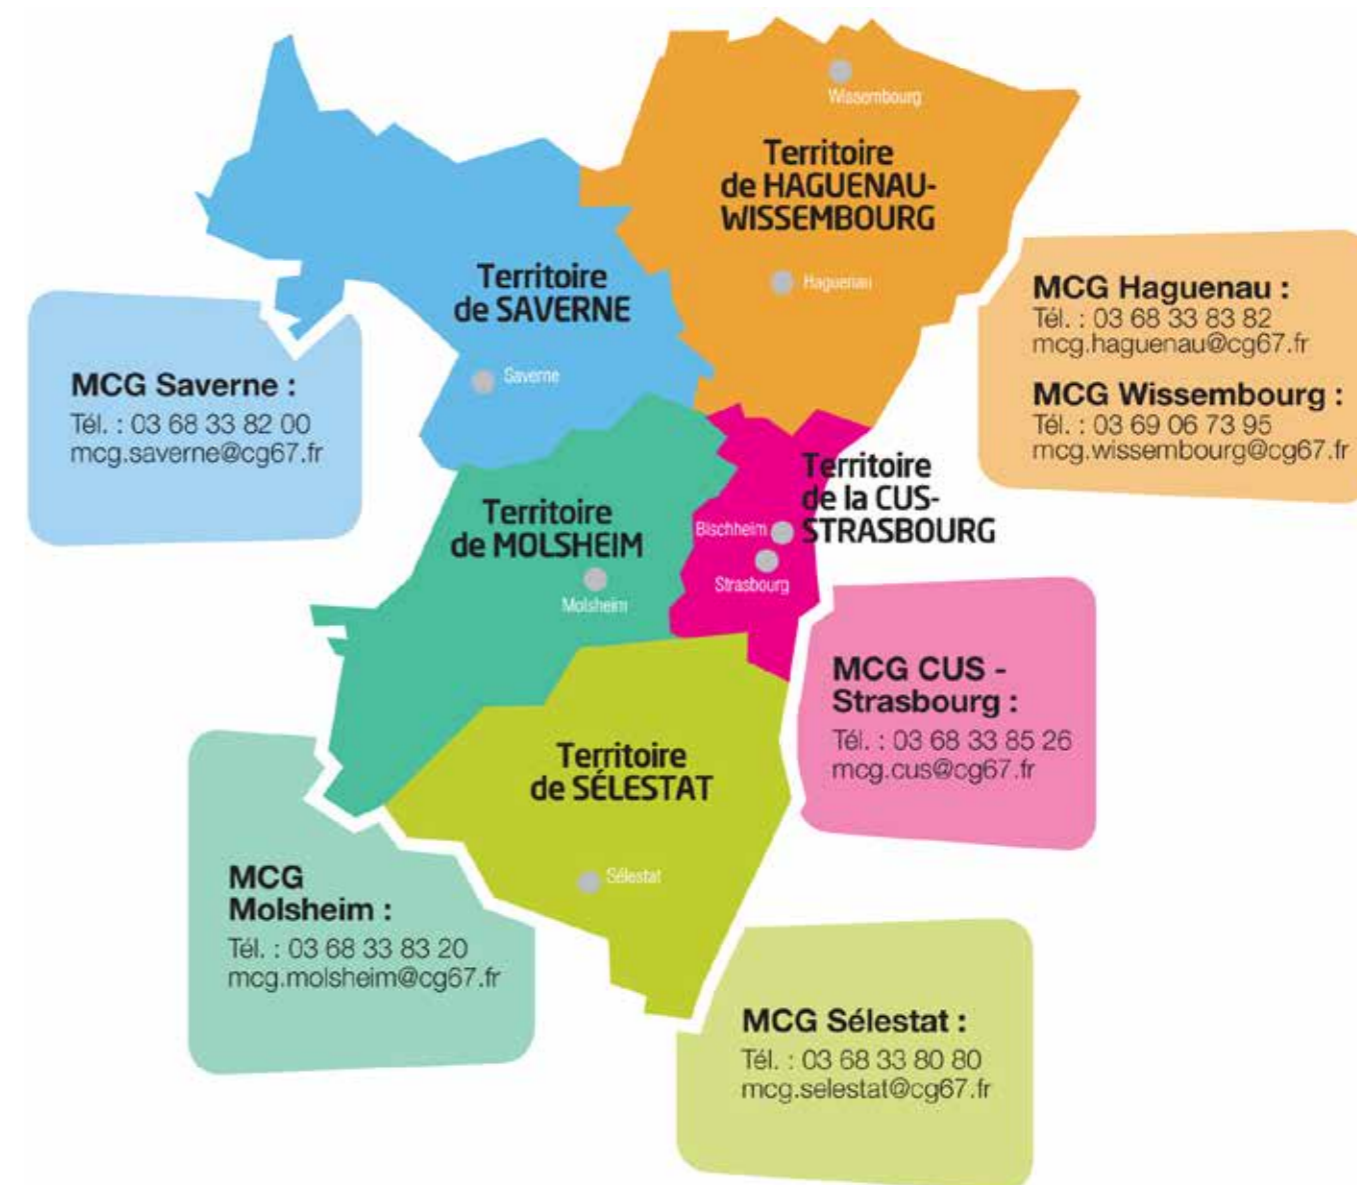 Wissembourg
Territoire
de HAGUENAU-
WISSEMBOURG
Haguenau
Territoire
de SAVERNE
Saverne
MCG Haguenau :
Tél. : 03 68 33 83 82
mcg.haguenau@cg67.fr
MCG Wissembourg :
Tél. : 03 69 06 73 95
mcg.wissembourg@cg67.fr
MCG Saverne :
Tél. : 03 68 33 82 00
mcg.saverne@cg67.fr
Territoire
de MOLSHEIM
Molsheim
Territoire
de la CUS-
STRASBOURG
Bischheim
Strasbourg
MCG CUS -
Strasbourg :
Tél. : 03 68 33 85 26
mcg.cus@cg67.fr
Territoire
de SÉLESTAT
Sélestat
MCG
Molsheim :
Tél. : 03 68 33 83 20
mcg.molsheim@cg67.fr
MCG Sélestat :
Tél. : 03 68 33 80 80
mcg.selestat@cg67.fr